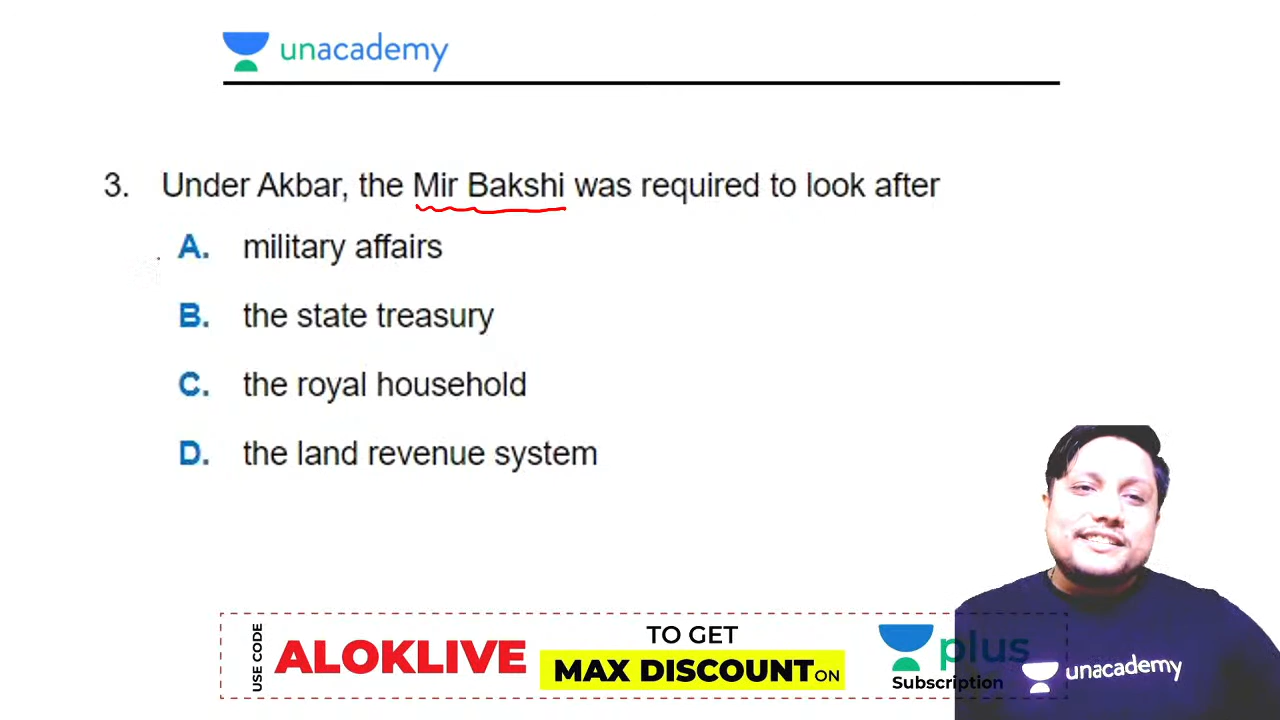 unacademy
3. Under Akbar, the Mir Bakshi was required to look after
A. military affairs
B. the state treasury
C. the royal household
D. the land revenue system
USE CODE
ALOKLIVE
TO GET
MAX DISCOUNT ON
plus
Subscription
unacademy